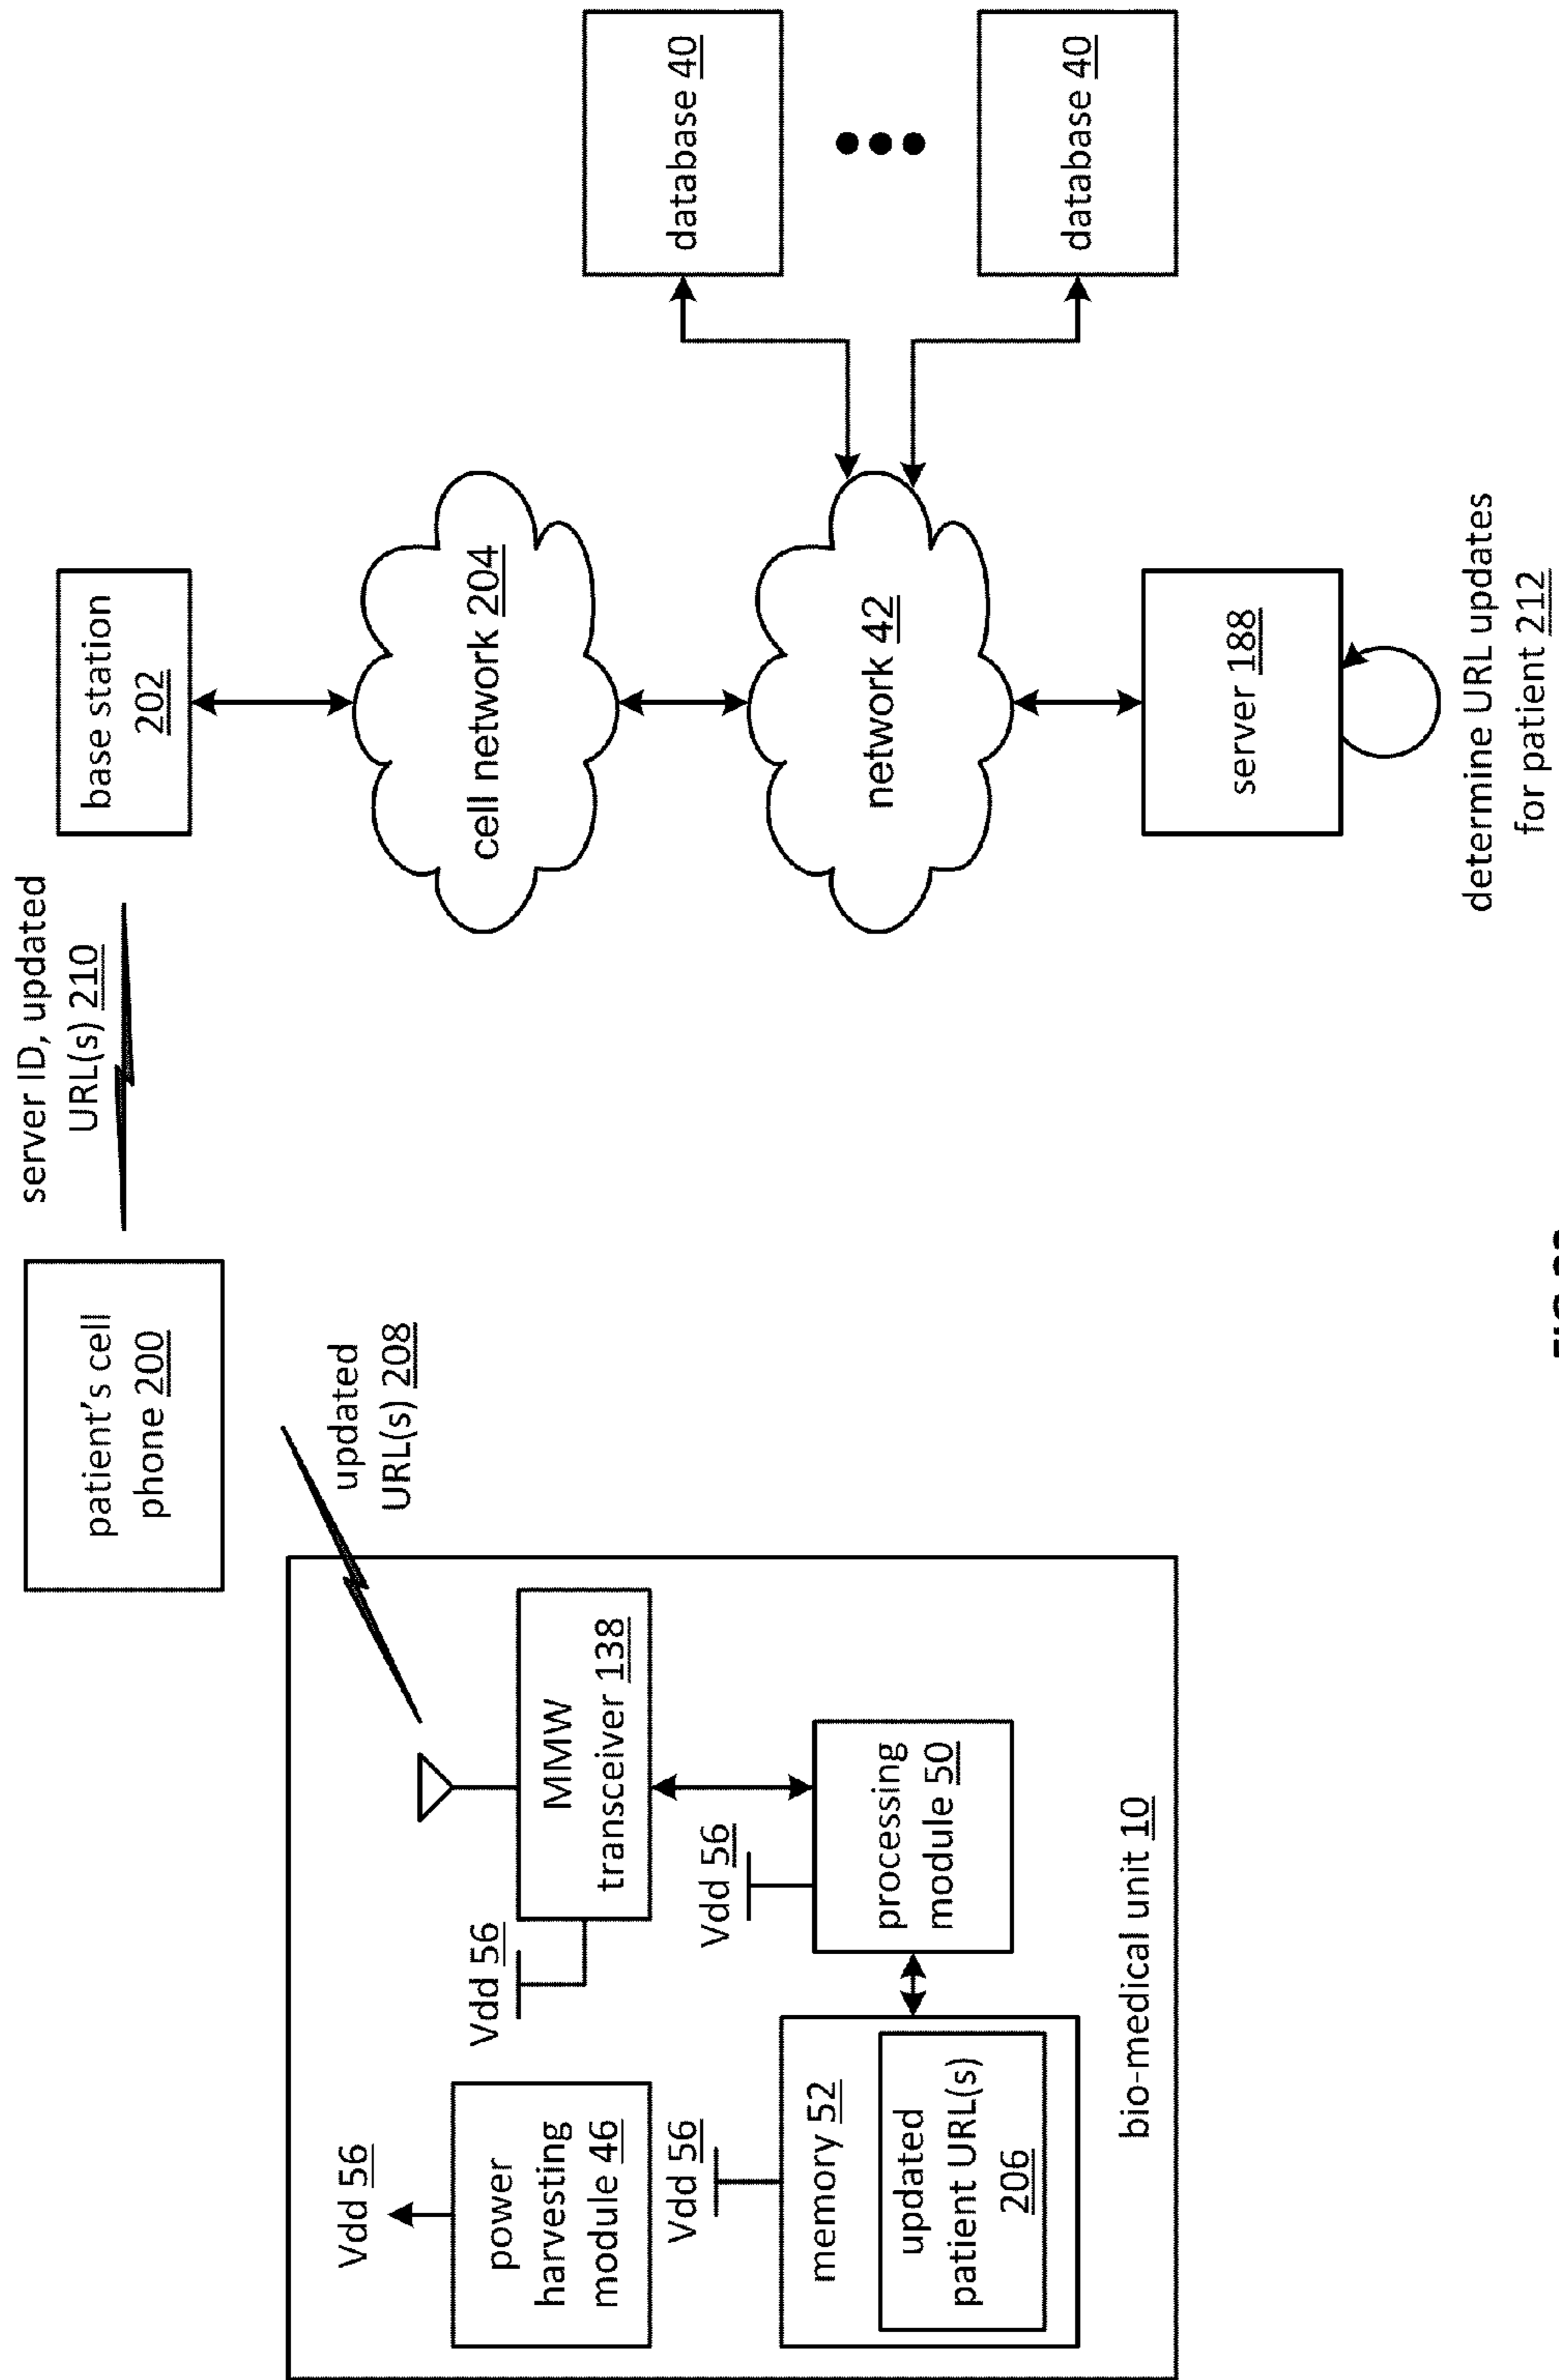 patient's cell
phone 200
server ID, updated
URL(s) 210
base station
202
updated
URL(s) 208
Vdd 56
power
harvesting
module 46
Vdd 56
MMW
transceiver 138
Vdd 56
memory 52
updated
patient URL(s)
206
Vdd 56
processing
module 50
bio-medical unit 10
cell network 204
network 42
database 40
database 40
server 188
determine URL updates
for patient 212
FIG